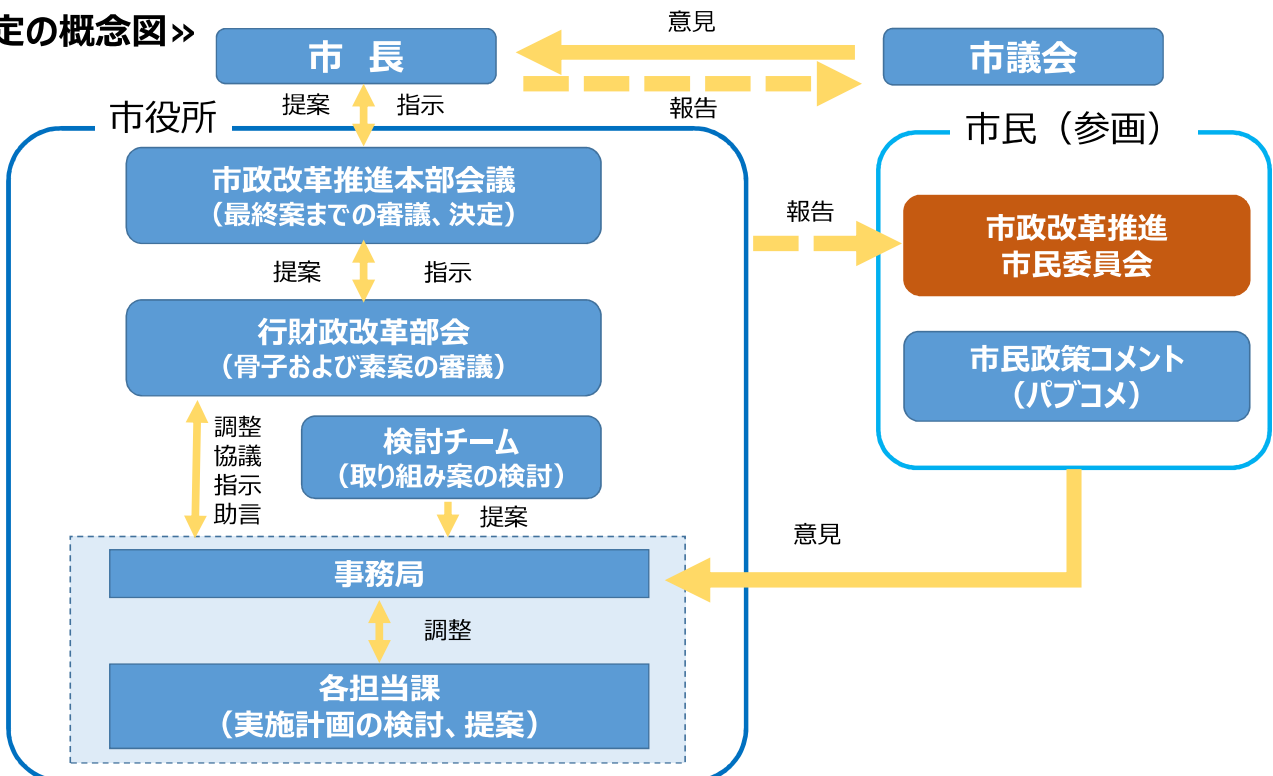 定の概念図»
市 長
意見
市議会
報告
提案
指示
市役所
市政改革推進本部会議
（最終案までの審議、決定）
提案
指示
行財政改革部会
（骨子および素案の審議）
調整
協議
指示
助言
検討チーム
（取り組み案の検討）
提案
事務局
調整
各担当課
（実施計画の検討、提案）
報告
市民（参画）
市政改革推進
市民委員会
市民政策コメント
（パブコメ）
意見